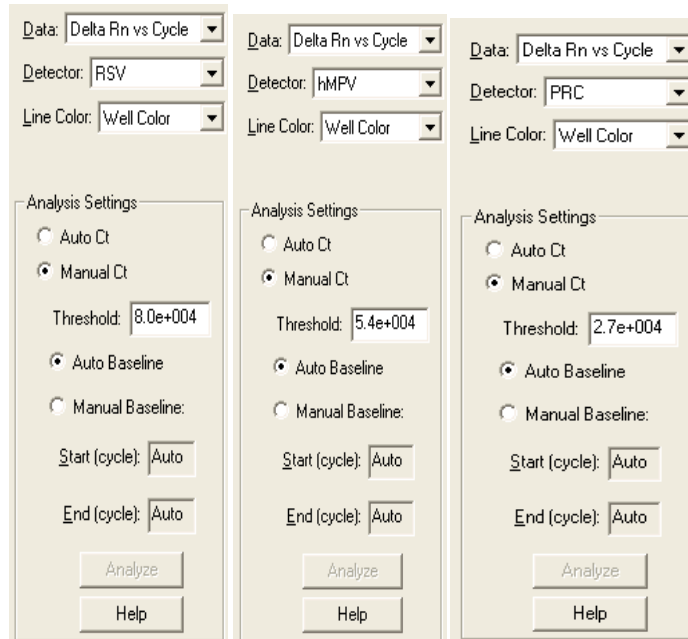 Data: Delta Rn vs Cycle
Detector: RSV
Line Color: Well Color
Analysis Settings
Auto Ct
Manual Ct
Threshold: 8.0e+004
Auto Baseline
Manual Baseline:
Start (cycle): Auto
End (cycle): Auto
Analyze
Help
Data: Delta Rn vs Cycle
Detector: hMPV
Line Color: Well Color
Analysis Settings
Auto Ct
Manual Ct
Threshold: 5.4e+004
Auto Baseline
Manual Baseline:
Start (cycle): Auto
End (cycle): Auto
Analyze
Help
Data: Delta Rn vs Cycle
Detector: PRC
Line Color: Well Color
Analysis Settings
Auto Ct
Manual Ct
Threshold: 2.7e+004
Auto Baseline
Manual Baseline:
Start (cycle): Auto
End (cycle): Auto
Analyze
Help